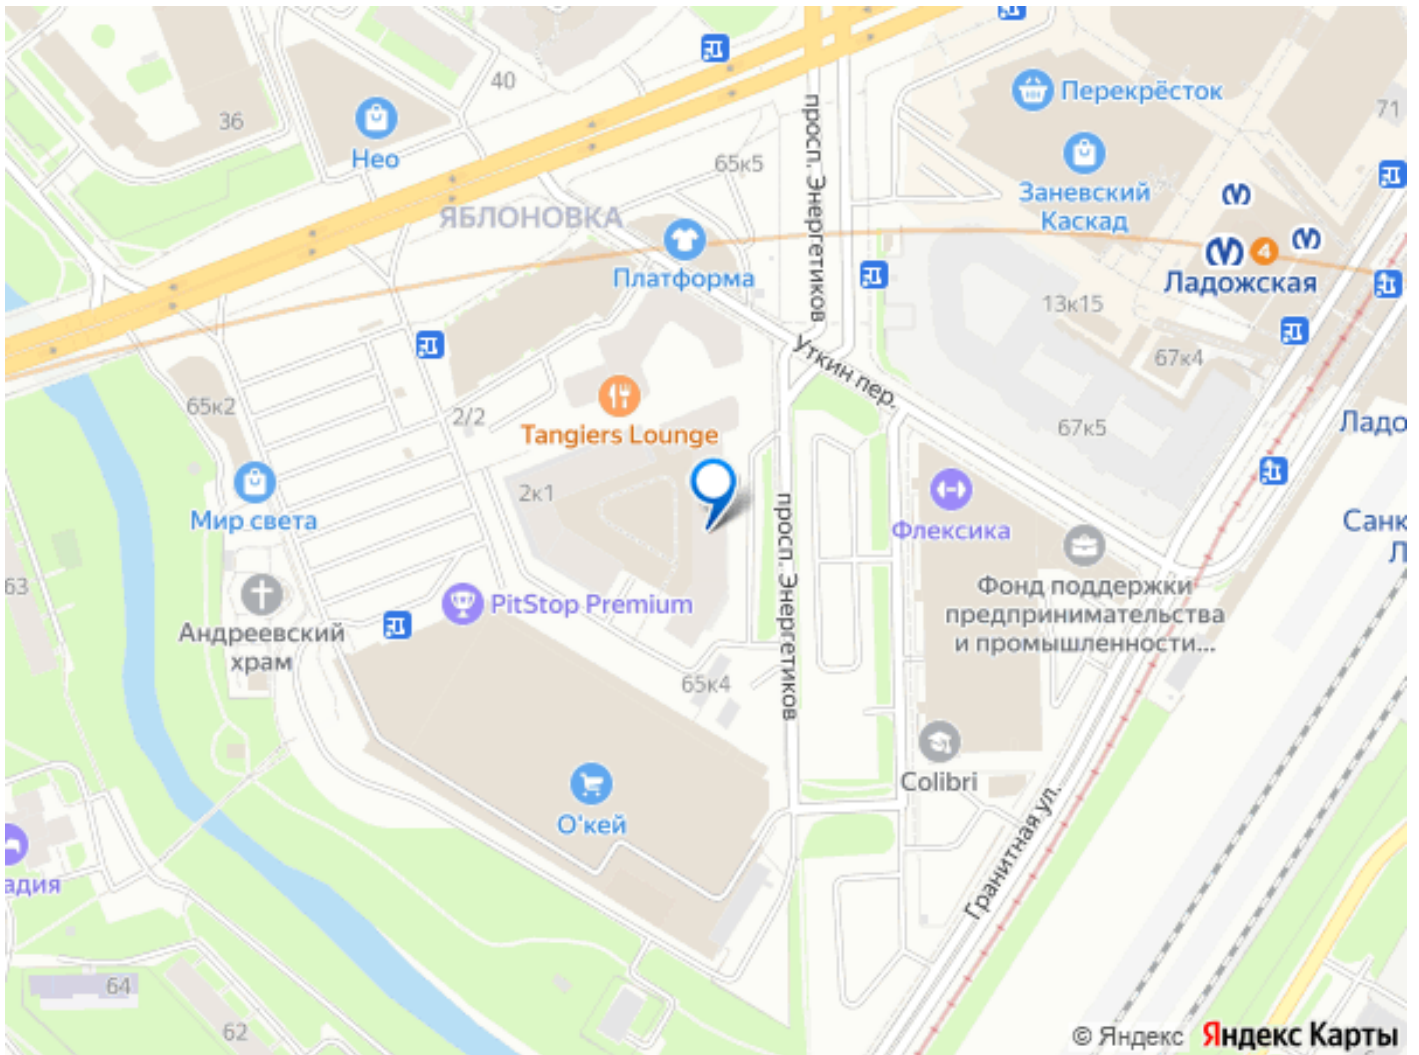 40
36
Нео
ЯБЛОНОВКА
65к5
просп. Энергетиков
Перекрёсток
71
Заневский
Каскад
4
Ладожская
Платформа
13к15
67к4
Уткин пер.
65к2
2/2
Tangiers Lounge
67к5
Ладо
2к1
Мир света
просп. Энергетиков
Флексика
Санк
Л
63
Андреевский
храм
PitStop Premium
Фонд поддержки
предпринимательства
и промышленности...
65к4
Colibri
О'кей
Гранитная ул.
адия
64
62
© Яндекс Яндекс Карты